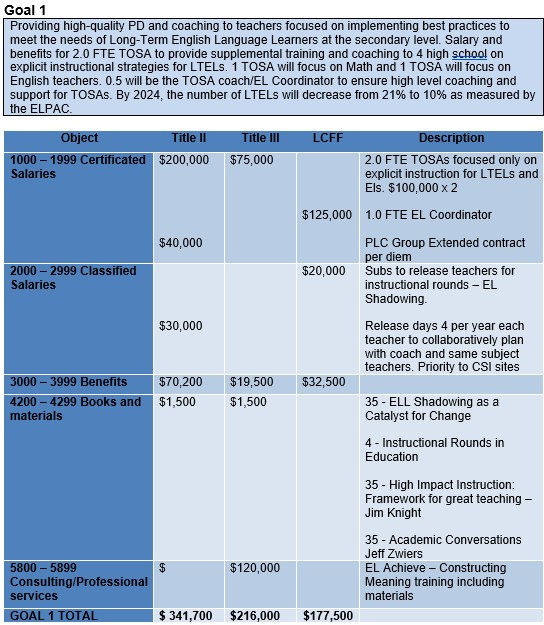 Goal 1
Providing high-quality PD and coaching to teachers focused on implementing best practices to
meet the needs of Long-Term English Language Learners at the secondary level. Salary and
benefits for 2.0 FTE TOSA to provide supplemental training and coaching to 4 high school on
explicit instructional strategies for LTELs. 1 TOSA will focus on Math and 1 TOSA will focus on
English teachers. 0.5 will be the TOSA coach/EL Coordinator to ensure high level coaching and
support for TOSAs. By 2024, the number of LTELs will decrease from 21% to 10% as measured by
the ELPAC.
Object Title II Title III LCFF Description
1000 – 1999 Certificated $200,000 $75,000 2.0 FTE TOSAs focused only on
Salaries explicit instruction for LTELs and
Els. $100,000 x 2
$125,000 1.0 FTE EL Coordinator
$40,000 PLC Group Extended contract
per diem
2000 – 2999 Classified $20,000 Subs to release teachers for
Salaries instructional rounds – EL
Shadowing.
$30,000 Release days 4 per year each
teacher to collaboratively plan
with coach and same subject
teachers. Priority to CSI sites
3000 – 3999 Benefits $70,200 $19,500 $32,500
4200 – 4299 Books and $1,500 $1,500 35 - ELL Shadowing as a
materials Catalyst for Change
4 - Instructional Rounds in
Education
35 - High Impact Instruction:
Framework for great teaching –
Jim Knight
35 - Academic Conversations
Jeff Zwiers
5800 – 5899 $ $120,000 EL Achieve – Constructing
Consulting/Professional Meaning training including
services materials
GOAL 1 TOTAL $ 341,700 $216,000 $177,500